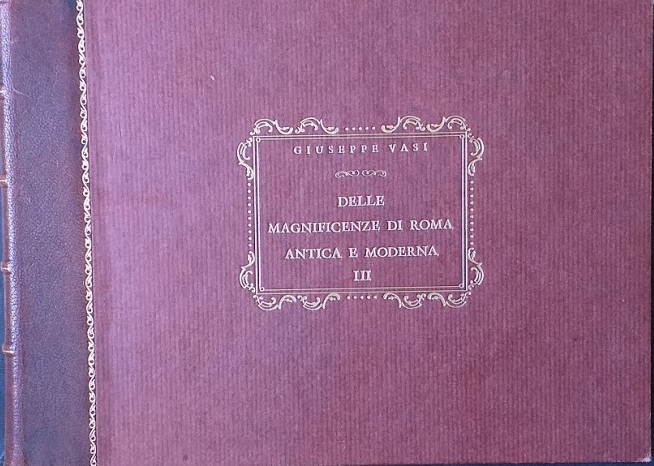 GIUSEPPE VASI
DELLE
MAGNIFICENZE DI ROMA
ANTICA E MODERNA
III